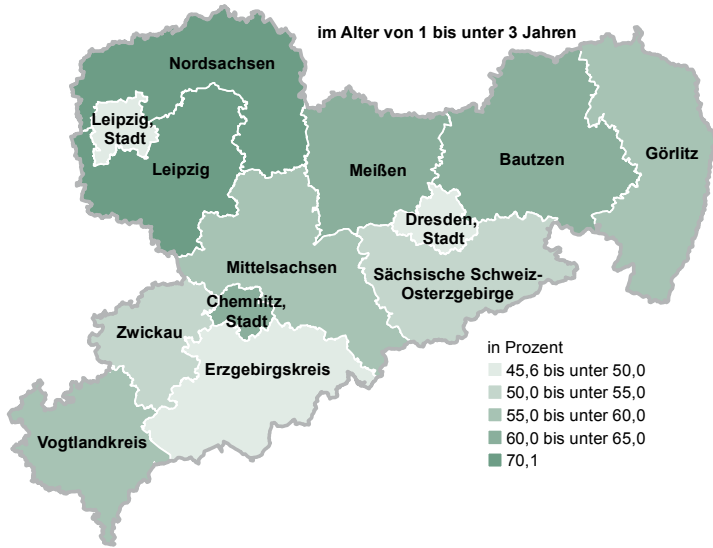 im Alter von 1 bis unter 3 Jahren
Nordsachsen
Leipzig,
Stadt
Leipzig
Meißen
Bautzen
Görlitz
Dresden,
Stadt
Mittelsachsen
Sächsische Schweiz-
Osterzgebirge
Chemnitz,
Stadt
Zwickau
Erzgebirgskreis
Vogtlandkreis
in Prozent
45,6 bis unter 50,0
50,0 bis unter 55,0
55,0 bis unter 60,0
60,0 bis unter 65,0
70,1